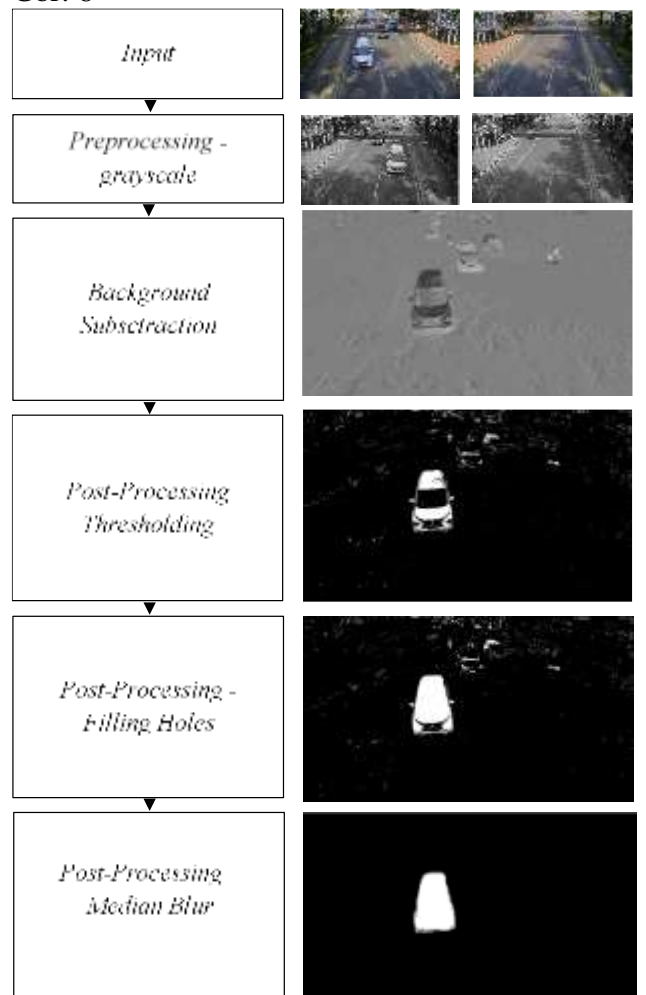 Input
Preprocessing -
grayscale
Background
Subsctraction
Post-Processing
Thresholding
Post-Processing -
Filling Holes
Post-Processing
Median Blur